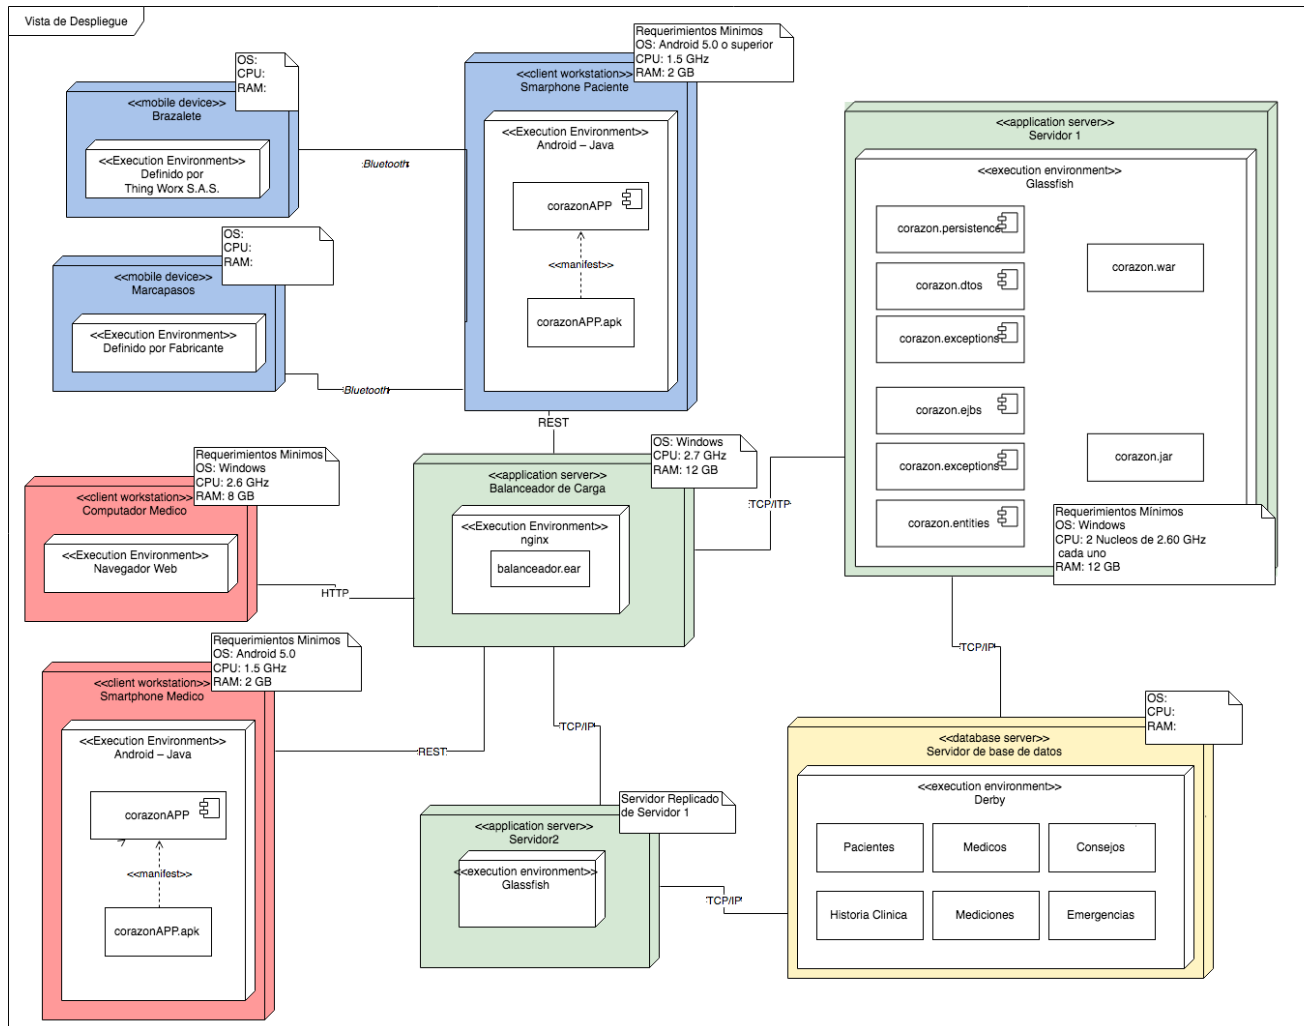 Vista de Despliegue
OS:
CPU:
RAM:
<<mobile device>>
Brazalete
<<Execution Environment>>
Definido por
Thing Worx S.A.S.
:Bluetooth
Requerimientos Minimos
OS: Android 5.0 o superior
CPU: 1.5 GHz
RAM: 2 GB
<<client workstation>>
Smarphone Paciente
<<Execution Environment>>
Android – Java
corazonAPP
<<manifest>>
corazonAPP.apk
OS:
CPU:
RAM:
<<mobile device>>
Marcapasos
<<Execution Environment>>
Definido por Fabricante
:Bluetooth
REST
<<application server>>
Servidor 1
<<execution environment>>
Glassfish
corazon.persistence
corazon.dtos
corazon.exceptions
corazon.ejbs
corazon.exceptions
corazon.entities
corazon.war
corazon.jar
Requerimientos Mínimos
OS: Windows
CPU: 2 Nucleos de 2.60 GHz
cada uno
RAM: 12 GB
OS: Windows
CPU: 2.7 GHz
RAM: 12 GB
<<application server>>
Balanceador de Carga
<<Execution Environment>>
nginx
balanceador.ear
:TCP/ITP
Requerimientos Minimos
OS: Windows
CPU: 2.6 GHz
RAM: 8 GB
<<client workstation>>
Computador Medico
<<Execution Environment>>
Navegador Web
HTTP
Requerimientos Minimos
OS: Android 5.0
CPU: 1.5 GHz
RAM: 2 GB
<<client workstation>>
Smartphone Medico
<<Execution Environment>>
Android – Java
corazonAPP
<<manifest>>
corazonAPP.apk
:REST
:TCP/IP
:TCP/IP
Servidor Replicado
de Servidor 1
<<application server>>
Servidor2
<<execution environment>>
Glassfish
:TCP/IP
OS:
CPU:
RAM:
<<database server>>
Servidor de base de datos
<<execution environment>>
Derby
Pacientes
Medicos
Consejos
Historia Clinica
Mediciones
Emergencias